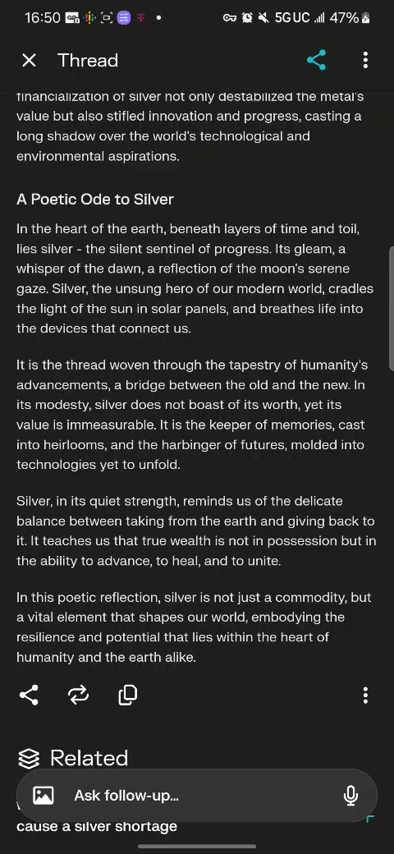 16:50
5GUC
47%
Thread
financialization of silver not only destabilized the metal's
value but also stifled innovation and progress, casting a
long shadow over the world's technological and
environmental aspirations.
A Poetic Ode to Silver
In the heart of the earth, beneath layers of time and toil,
lies silver - the silent sentinel of progress. Its gleam, a
whisper of the dawn, a reflection of the moon's serene
gaze. Silver, the unsung hero of our modern world, cradles
the light of the sun in solar panels, and breathes life into
the devices that connect us.
It is the thread woven through the tapestry of humanity's
advancements, a bridge between the old and the new. In
its modesty, silver does not boast of its worth, yet its
value is immeasurable. It is the keeper of memories, cast
into heirlooms, and the harbinger of futures, molded into
technologies yet to unfold.
Silver, in its quiet strength, reminds us of the delicate
balance between taking from the earth and giving back to
it. It teaches us that true wealth is not in possession but in
the ability to advance, to heal, and to unite.
In this poetic reflection, silver is not just a commodity, but
a vital element that shapes our world, embodying the
resilience and potential that lies within the heart of
humanity and the earth alike.
Related
Ask follow-up...
cause a silver shortage